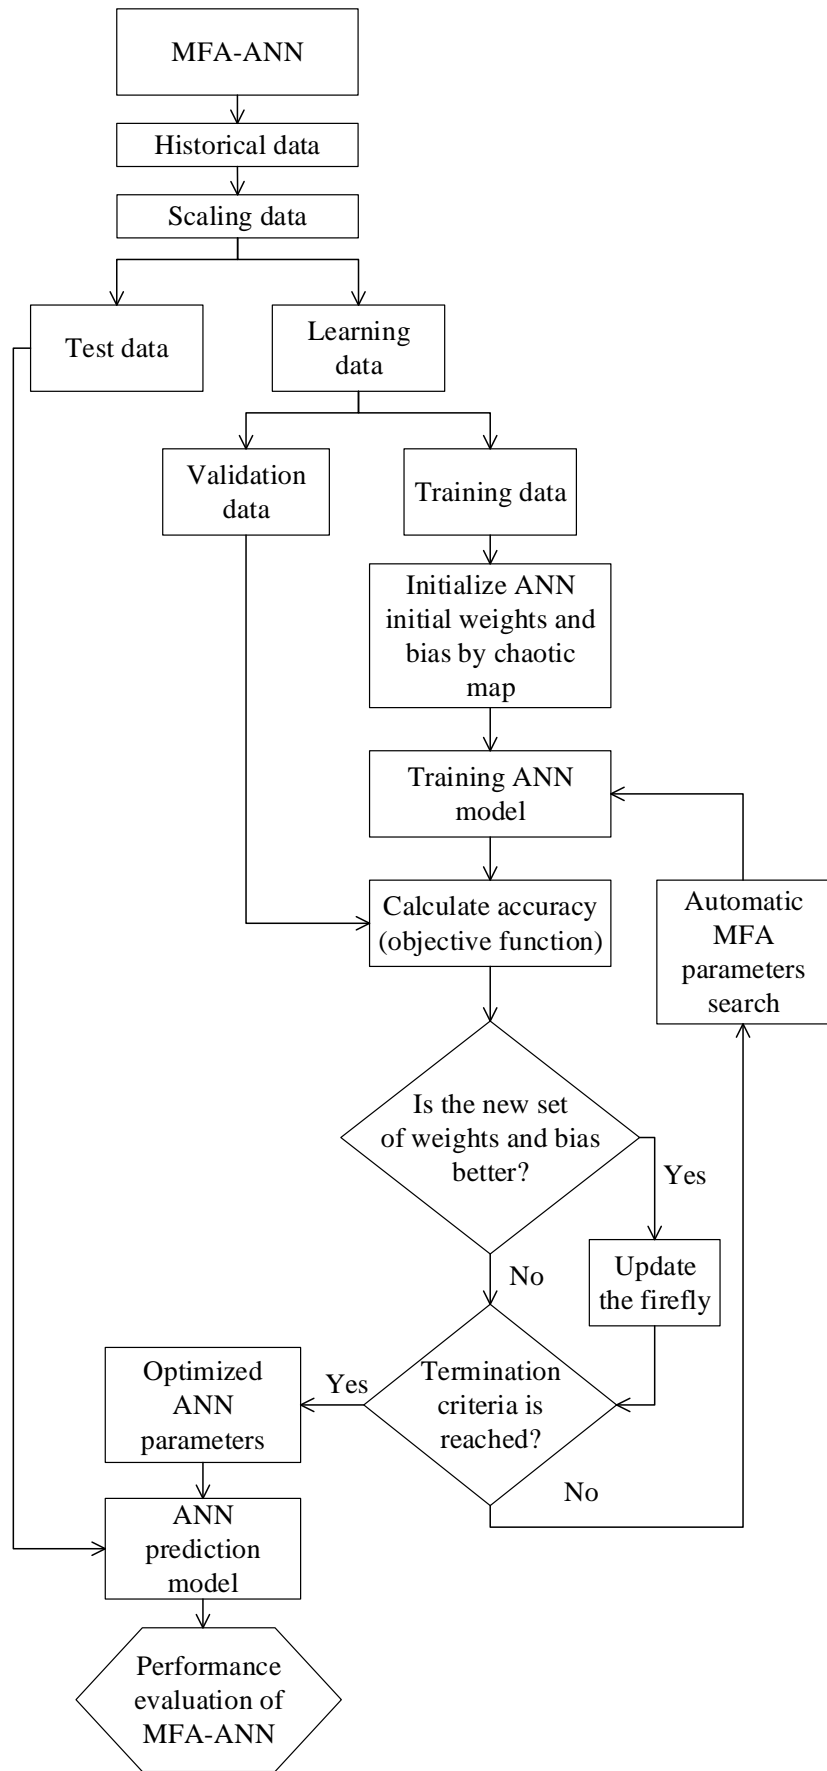 MFA-ANN
Historical data
Scaling data
Test data
Learning
data
Validation
data
Training data
Initialize ANN
initial weights and
bias by chaotic
map
Training ANN
model
Calculate accuracy
(objective function)
Automatic
MFA
parameters
search
Is the new set
of weights and bias
better?
Yes
No
Update
the firefly
Termination
criteria is
reached?
Yes
No
Optimized
ANN
parameters
ANN
prediction
model
Performance
evaluation of
MFA-ANN